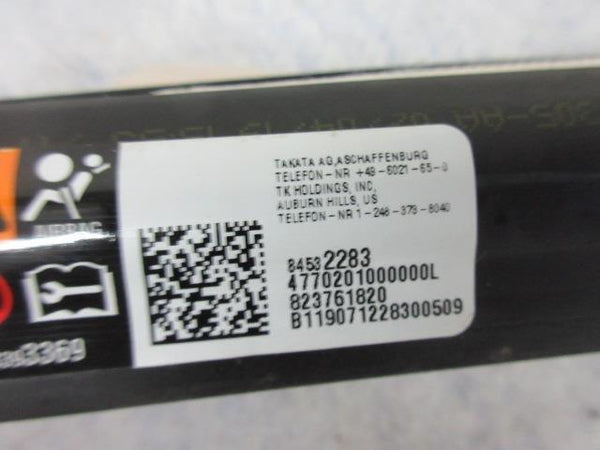 TAKATA AG, ASCHAFFENBURG
TELEFON-NR +49-6021-65-0
TK HOLDINGS, INC,
AUBURN HILLS, US
TELEFON-NR 1-248-373-8040
84532283
4770201000000L
823761820
B119071228300509
AIRBAG
3369